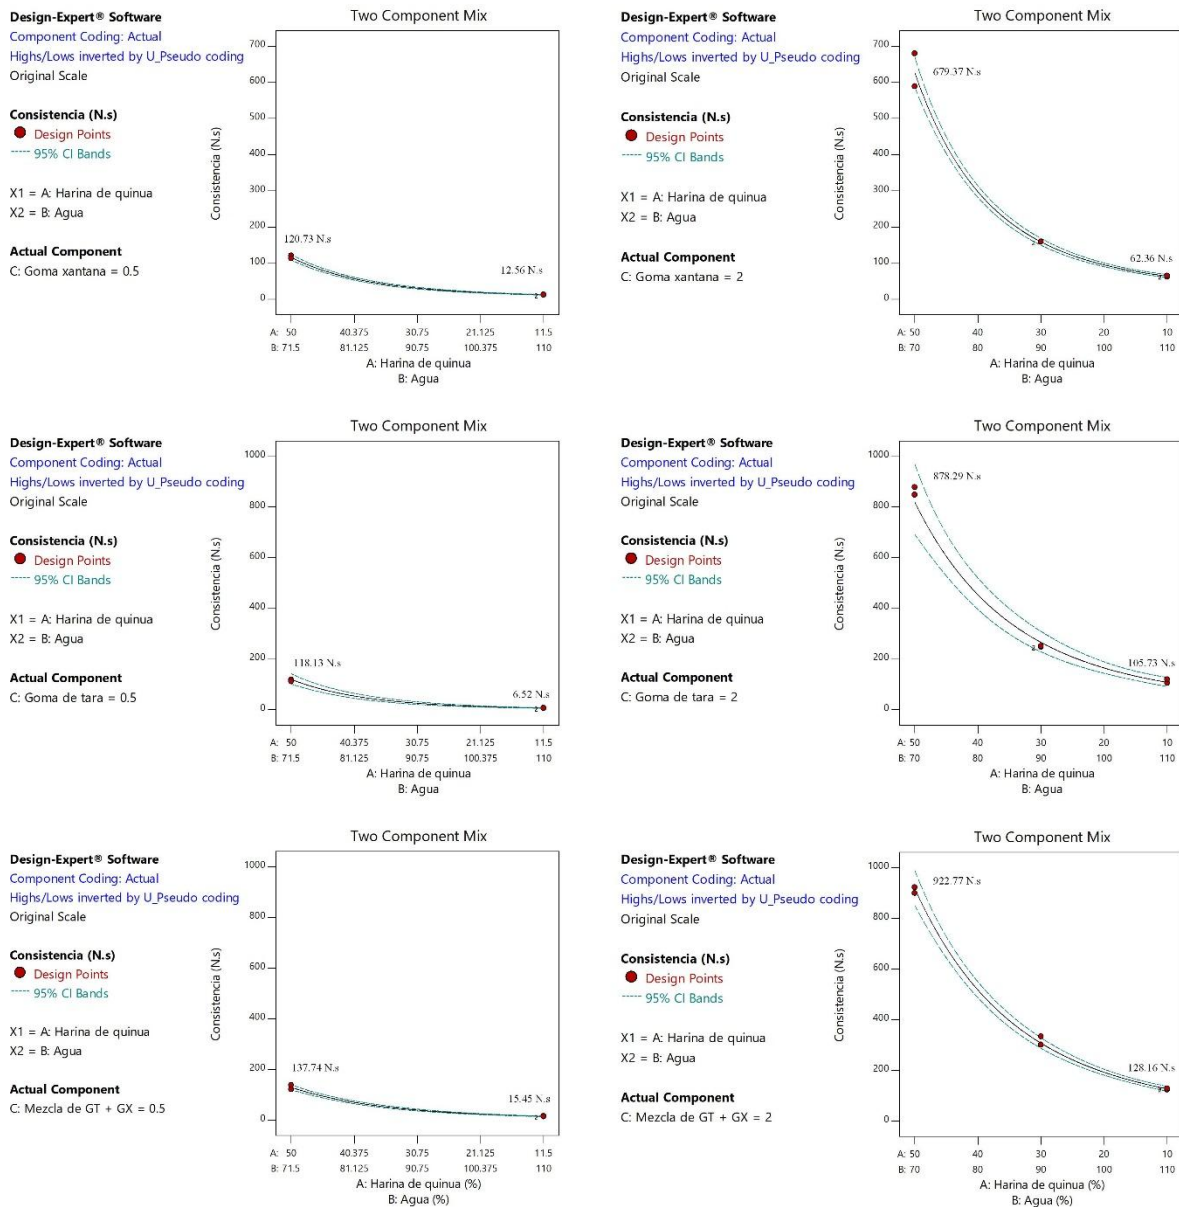 Design-Expert® Software
Component Coding: Actual
Highs/Lows inverted by U_Pseudo coding
Original Scale
Consistencia (N.s)
Design Points
95% CI Bands
X1 = A: Harina de quinua
X2 = B: Agua
Actual Component
C: Goma xantana = 0.5
Two Component Mix
Consistencia (N.s)
700
600
500
400
300
200
100
0
120.73 N.s
12.56 N.s
2
A: 50 40.375 30.75 21.125 11.5
B: 71.5 81.125 90.75 100.375 110
A: Harina de quinua
B: Agua
Design-Expert® Software
Component Coding: Actual
Highs/Lows inverted by U_Pseudo coding
Original Scale
Consistencia (N.s)
Design Points
95% CI Bands
X1 = A: Harina de quinua
X2 = B: Agua
Actual Component
C: Goma xantana = 2
Two Component Mix
Consistencia (N.s)
700
600
500
400
300
200
100
0
679.37 N.s
62.36 N.s
2
2
A: 50 40 30 20 10
B: 70 80 90 100 110
A: Harina de quinua
B: Agua
Design-Expert® Software
Component Coding: Actual
Highs/Lows inverted by U_Pseudo coding
Original Scale
Consistencia (N.s)
Design Points
95% CI Bands
X1 = A: Harina de quinua
X2 = B: Agua
Actual Component
C: Goma de tara = 0.5
Two Component Mix
Consistencia (N.s)
1000
800
600
400
200
0
118.13 N.s
6.52 N.s
2
A: 50 40.375 30.75 21.125 11.5
B: 71.5 81.125 90.75 100.375 110
A: Harina de quinua
B: Agua
Design-Expert® Software
Component Coding: Actual
Highs/Lows inverted by U_Pseudo coding
Original Scale
Consistencia (N.s)
Design Points
95% CI Bands
X1 = A: Harina de quinua
X2 = B: Agua
Actual Component
C: Goma de tara = 2
Two Component Mix
Consistencia (N.s)
1000
800
600
400
200
0
878.29 N.s
105.73 N.s
2
A: 50 40 30 20 10
B: 70 80 90 100 110
A: Harina de quinua
B: Agua
Design-Expert® Software
Component Coding: Actual
Highs/Lows inverted by U_Pseudo coding
Original Scale
Consistencia (N.s)
Design Points
95% CI Bands
X1 = A: Harina de quinua
X2 = B: Agua
Actual Component
C: Mezcla de GT + GX = 0.5
Two Component Mix
Consistencia (N.s)
1000
800
600
400
200
0
137.74 N.s
15.45 N.s
2
A: 50 40.375 30.75 21.125 11.5
B: 71.5 81.125 90.75 100.375 110
A: Harina de quinua (%)
B: Agua (%)
Design-Expert® Software
Component Coding: Actual
Highs/Lows inverted by U_Pseudo coding
Original Scale
Consistencia (N.s)
Design Points
95% CI Bands
X1 = A: Harina de quinua
X2 = B: Agua
Actual Component
C: Mezcla de GT + GX = 2
Two Component Mix
Consistencia (N.s)
1000
800
600
400
200
0
922.77 N.s
128.16 N.s
2
A: 50 40 30 20 10
B: 70 80 90 100 110
A: Harina de quinua (%)
B: Agua (%)